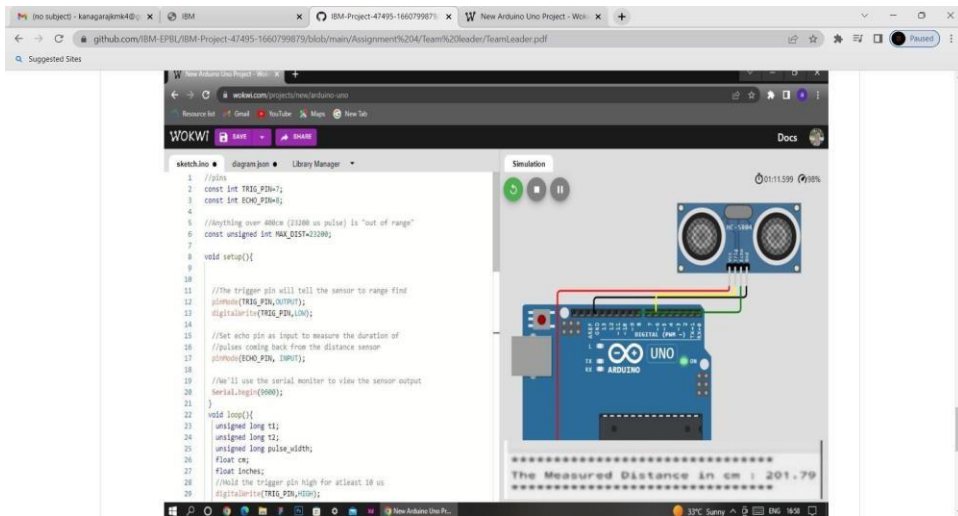 (no subject) - kanagarajkmk4@g
IBM
IBM-Project-47495-1660799879
New Arduino Uno Project - Wok
github.com/IBM-EPBL/IBM-Project-47495-1660799879/blob/main/Assignment%204/Team%20leader/TeamLeader.pdf
Paused
Suggested Sites
New Arduino Uno Project - Wok
wokwi.com/projects/new/arduino-uno
Resource list
Gmail
YouTube
Maps
New Tab
WOKWI
SAVE
SHARE
Docs
sketch.ino
diagram.json
Library Manager
Simulation
01:11.599
98%
1 //pins
2 const int TRIG_PIN=7;
3 const int ECHO_PIN=8;
4
5 //Anything over 400cm (23200 us pulse) is "out of range"
6 const unsigned int MAX_DIST=23200;
7
8 void setup(){
9
10
11 //The trigger pin will tell the sensor to range find
12 pinMode(TRIG_PIN,OUTPUT);
13 digitalWrite(TRIG_PIN,LOW);
14
15 //Set echo pin as input to measure the duration of
16 //pulses coming back from the distance sensor
17 pinMode(ECHO_PIN, INPUT);
18
19 //We'll use the serial monitor to view the sensor output
20 Serial.begin(9600);
21 }
22 void loop(){
23 unsigned long t1;
24 unsigned long t2;
25 unsigned long pulse_width;
26 float cm;
27 float inches;
28 //Hold the trigger pin high for atleast 10 us
29 digitalWrite(TRIG_PIN,HIGH);
HC-SR04
DIGITAL (PWM ~)
L
TX
RX
UNO
ON
ARDUINO
*******************************
The Measured Distance in cm : 201.79
*******************************
New Arduino Uno Pr...
33°C Sunny
ENG
16:50